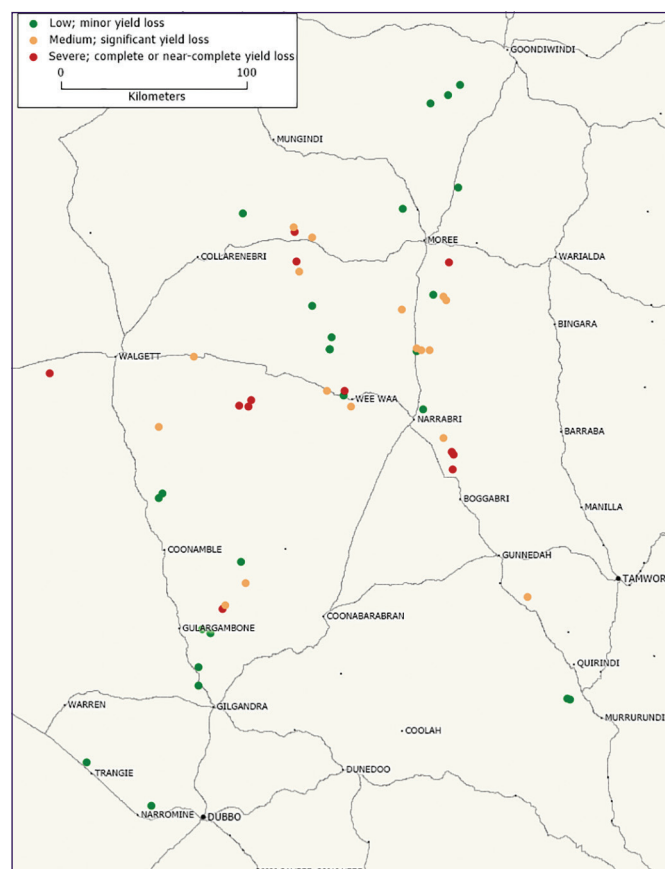 Low; minor yield loss
Medium; significant yield loss
Severe; complete or near-complete yield loss
0 100
Kilometers
GOONDIWINDI
MUNGINDI
MOREE
COLLARENEBRI
WARIALDA
BINGARA
WALGETT
WEE WAA
NARRABRI
BARRABA
BOGGABRI
MANILLA
COONAMBLE
GUNNEDAH
TAMWOR
COONABARABRAN
GULARGAMBONE
QUIRINDI
WARREN
GILGANDRA
MURRURUNDI
COOLAH
TRANGIE
DUNEDOO
NARROMINE
DUBBO